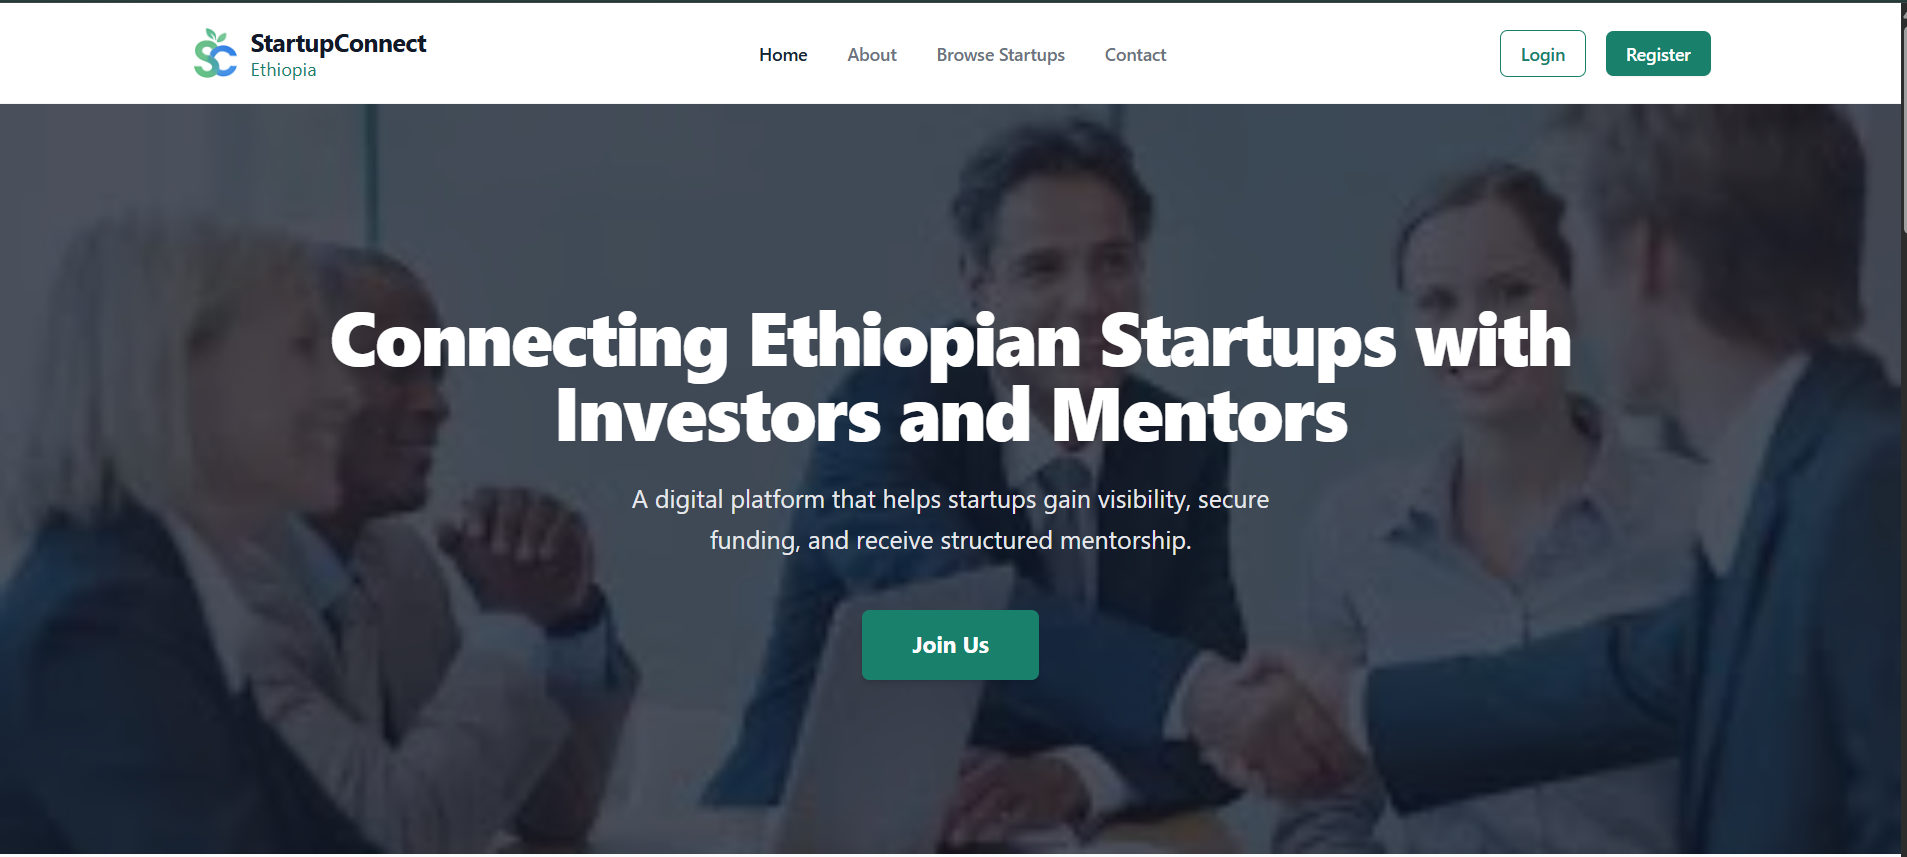 StartupConnect
Ethiopia
Home
About
Browse Startups
Contact
Login
Register
Connecting Ethiopian Startups with
Investors and Mentors
A digital platform that helps startups gain visibility, secure
funding, and receive structured mentorship.
Join Us